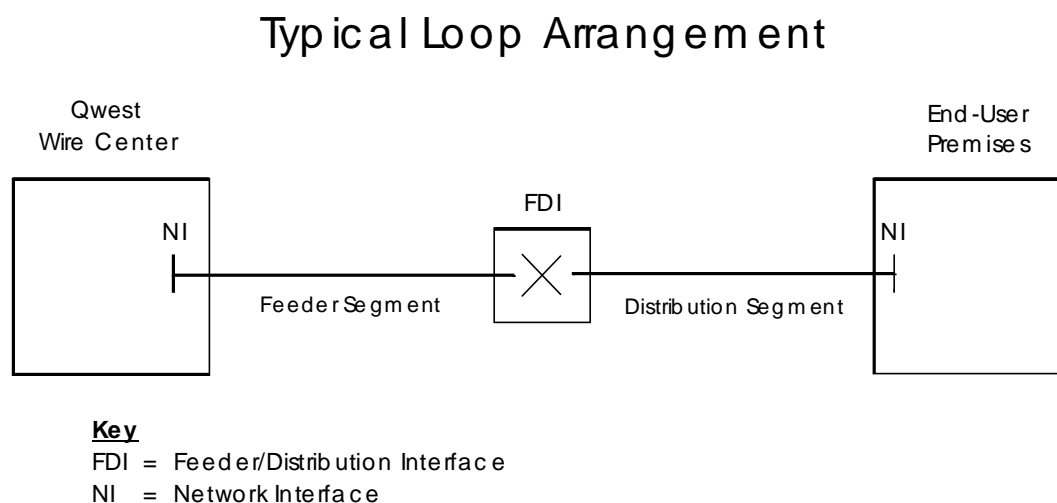 Typical Loop Arrangement
Qwest
Wire Center
End-User
Premises
FDI
NI
NI
Feeder Segment
Distribution Segment
Key
FDI = Feeder/Distribution Interface
NI = Network Interface